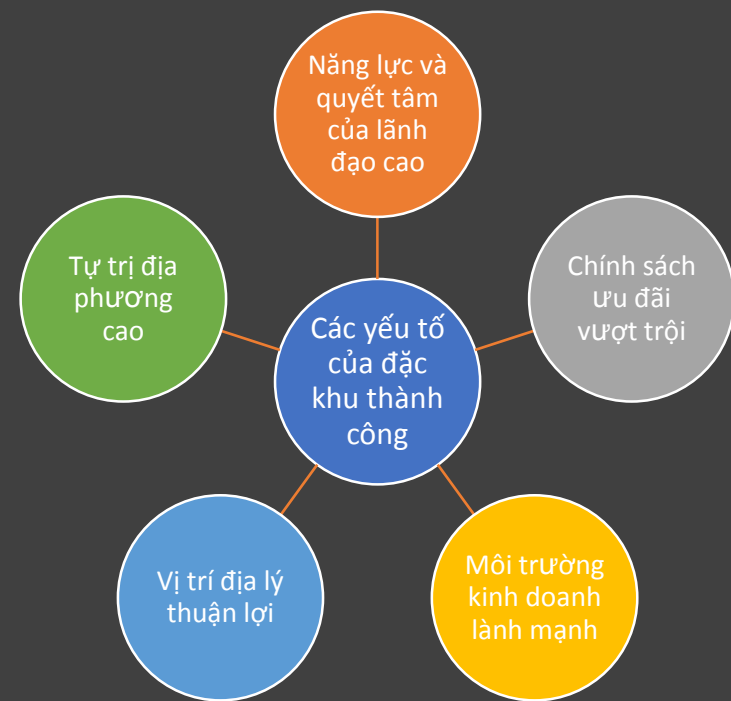 Năng lực và
quyết tâm
của lãnh
đạo cao
Tự trị địa
phương
cao
Chính sách
ưu đãi
vượt trội
Các yếu tố
của đặc
khu thành
công
Vị trí địa lý
thuận lợi
Môi trường
kinh doanh
lành mạnh